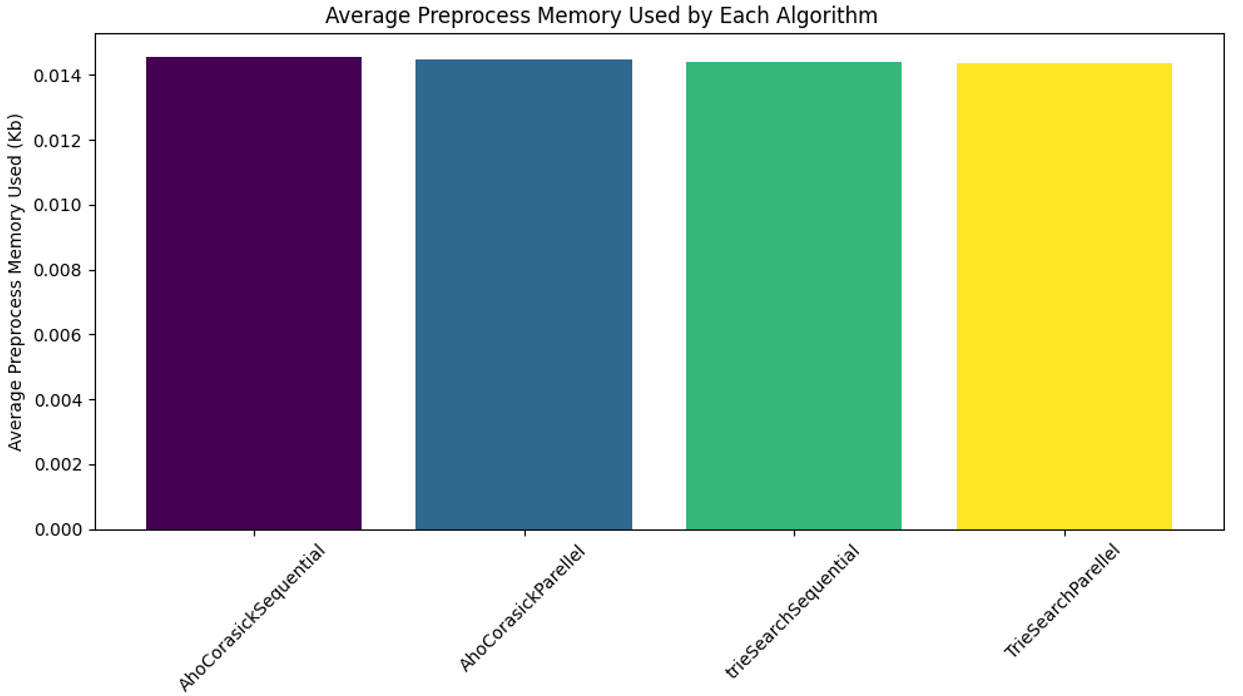 Average Preprocess Memory Used by Each Algorithm
Average Preprocess Memory Used (Kb)
0.014
0.012
0.010
0.008
0.006
0.004
0.002
0.000
AhoCorasickSequential
AhoCorasickParellel
trieSearchSequential
TrieSearchParellel